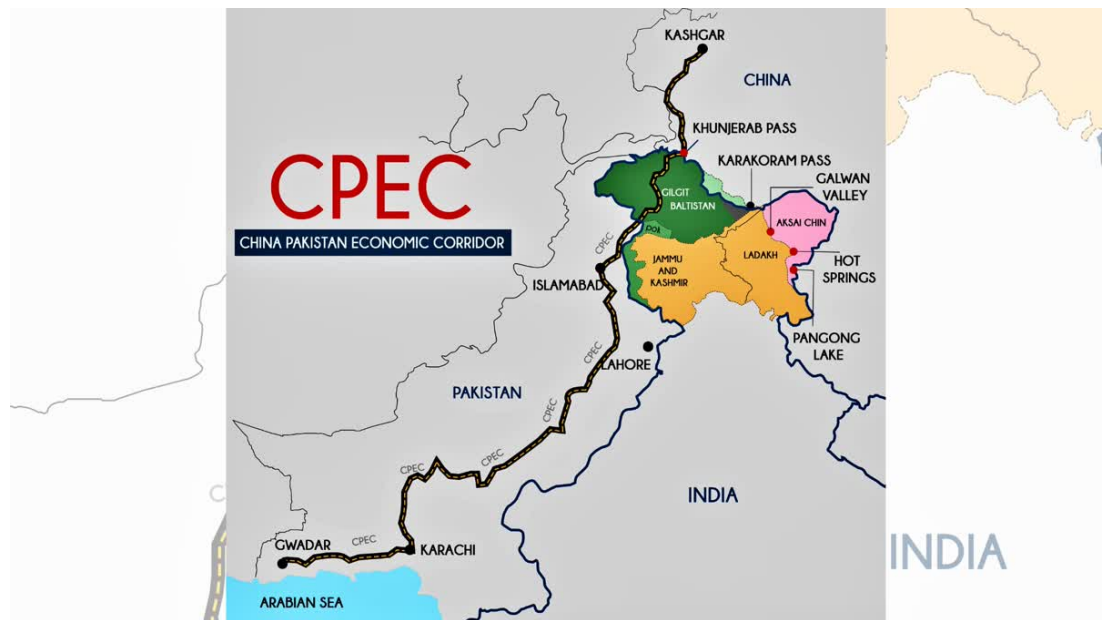 KASHGAR
CHINA
KHUNJERAB PASS
CPEC
CHINA PAKISTAN ECONOMIC CORRIDOR
KARAKORAM PASS
GALWAN
VALLEY
GILGIT
BALTISTAN
AKSAI CHIN
POK
CPEC
LADAKH
JAMMU
AND
KASHMIR
HOT
SPRINGS
ISLAMABAD
PANGONG
LAKE
CPEC
LAHORE
PAKISTAN
CPEC
CPEC
CPEC
INDIA
C
GWADAR
CPEC
KARACHI
INDIA
ARABIAN SEA